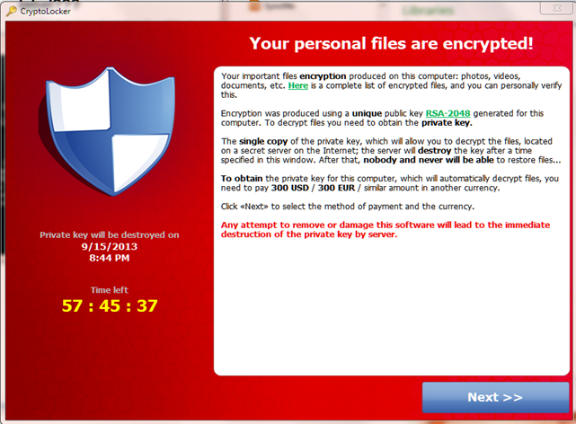 CryptoLocker
Your personal files are encrypted!
Your important files encryption produced on this computer: photos, videos,
documents, etc. Here is a complete list of encrypted files, and you can personally verify
this.
Encryption was produced using a unique public key RSA-2048 generated for this
computer. To decrypt files you need to obtain the private key.
The single copy of the private key, which will allow you to decrypt the files, located
on a secret server on the Internet; the server will destroy the key after a time
specified in this window. After that, nobody and never will be able to restore files...
To obtain the private key for this computer, which will automatically decrypt files, you
need to pay 300 USD / 300 EUR / similar amount in another currency.
Click «Next» to select the method of payment and the currency.
Any attempt to remove or damage this software will lead to the immediate
destruction of the private key by server.
Private key will be destroyed on
9/15/2013
8:44 PM
Time left
57 : 45 : 37
Next >>
Libraries